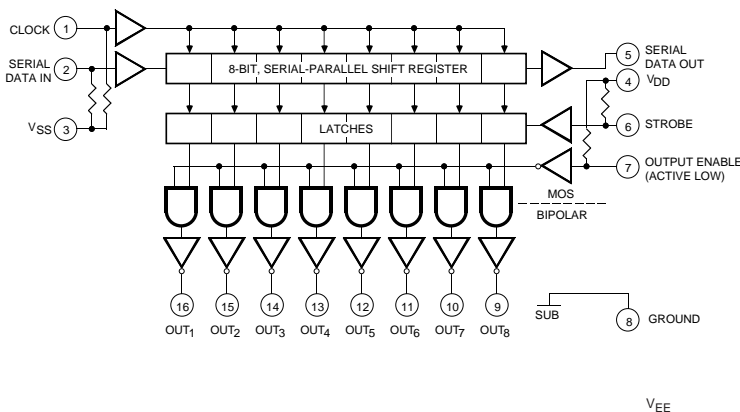 CLOCK 1
SERIAL DATA IN 2
VSS 3
8-BIT, SERIAL-PARALLEL SHIFT REGISTER
LATCHES
5 SERIAL DATA OUT
4 VDD
6 STROBE
7 OUTPUT ENABLE (ACTIVE LOW)
MOS
BIPOLAR
16 15 14 13 12 11 10 9
OUT1 OUT2 OUT3 OUT4 OUT5 OUT6 OUT7 OUT8
SUB
8 GROUND
VEE